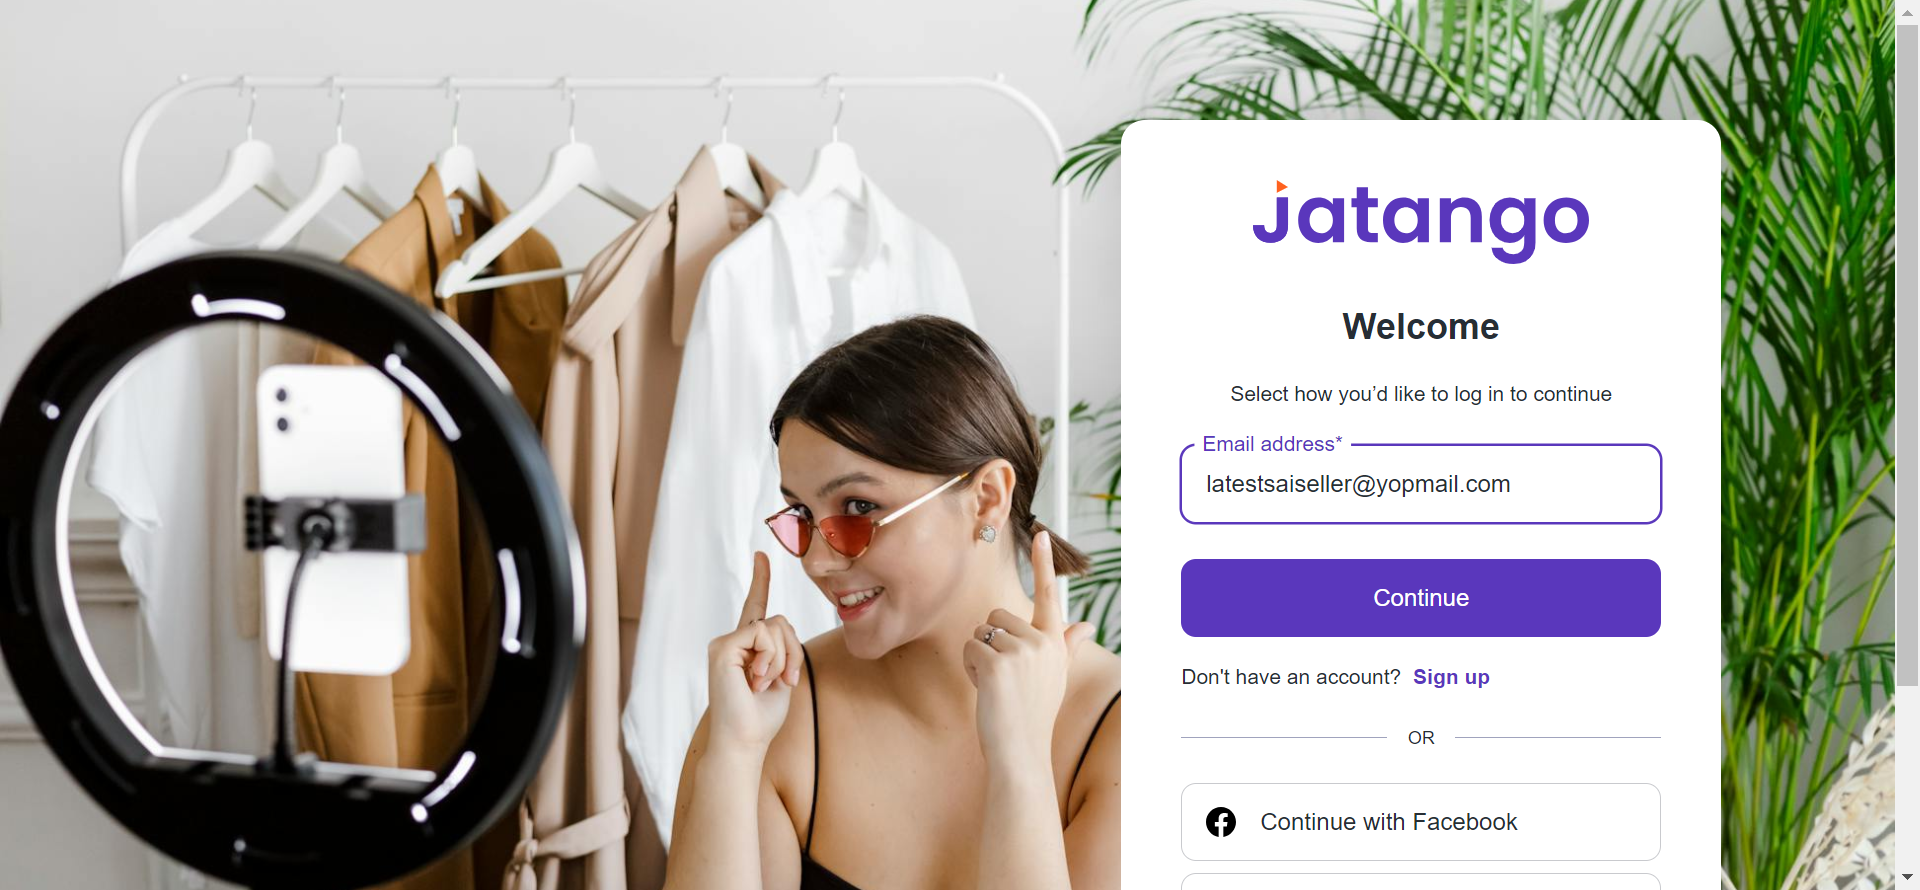 jatango
Welcome
Select how you’d like to log in to continue
Email address*
latestsaiseller@yopmail.com
Continue
Don't have an account? Sign up
OR
Continue with Facebook